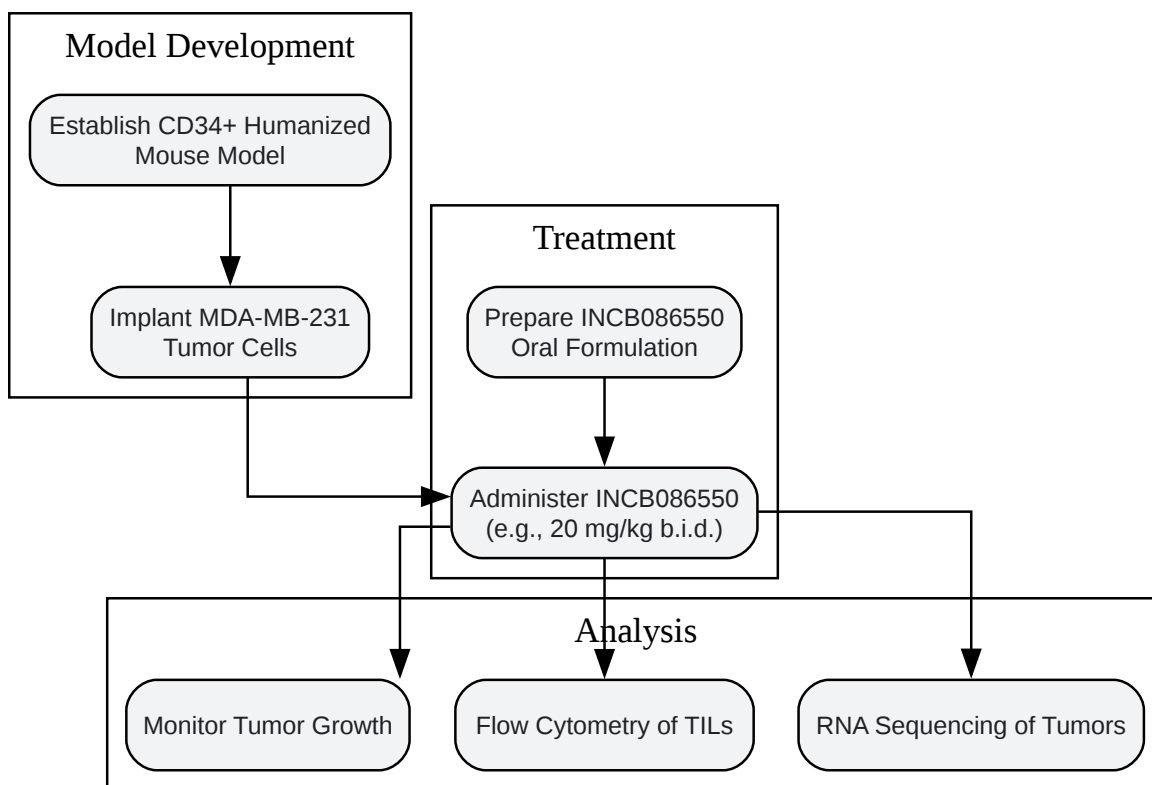 Model Development
Establish CD34+ Humanized
Mouse Model
Implant MDA-MB-231
Tumor Cells
Treatment
Prepare INCB086550
Oral Formulation
Administer INCB086550
(e.g., 20 mg/kg b.i.d.)
Analysis
Monitor Tumor Growth
Flow Cytometry of TILs
RNA Sequencing of Tumors